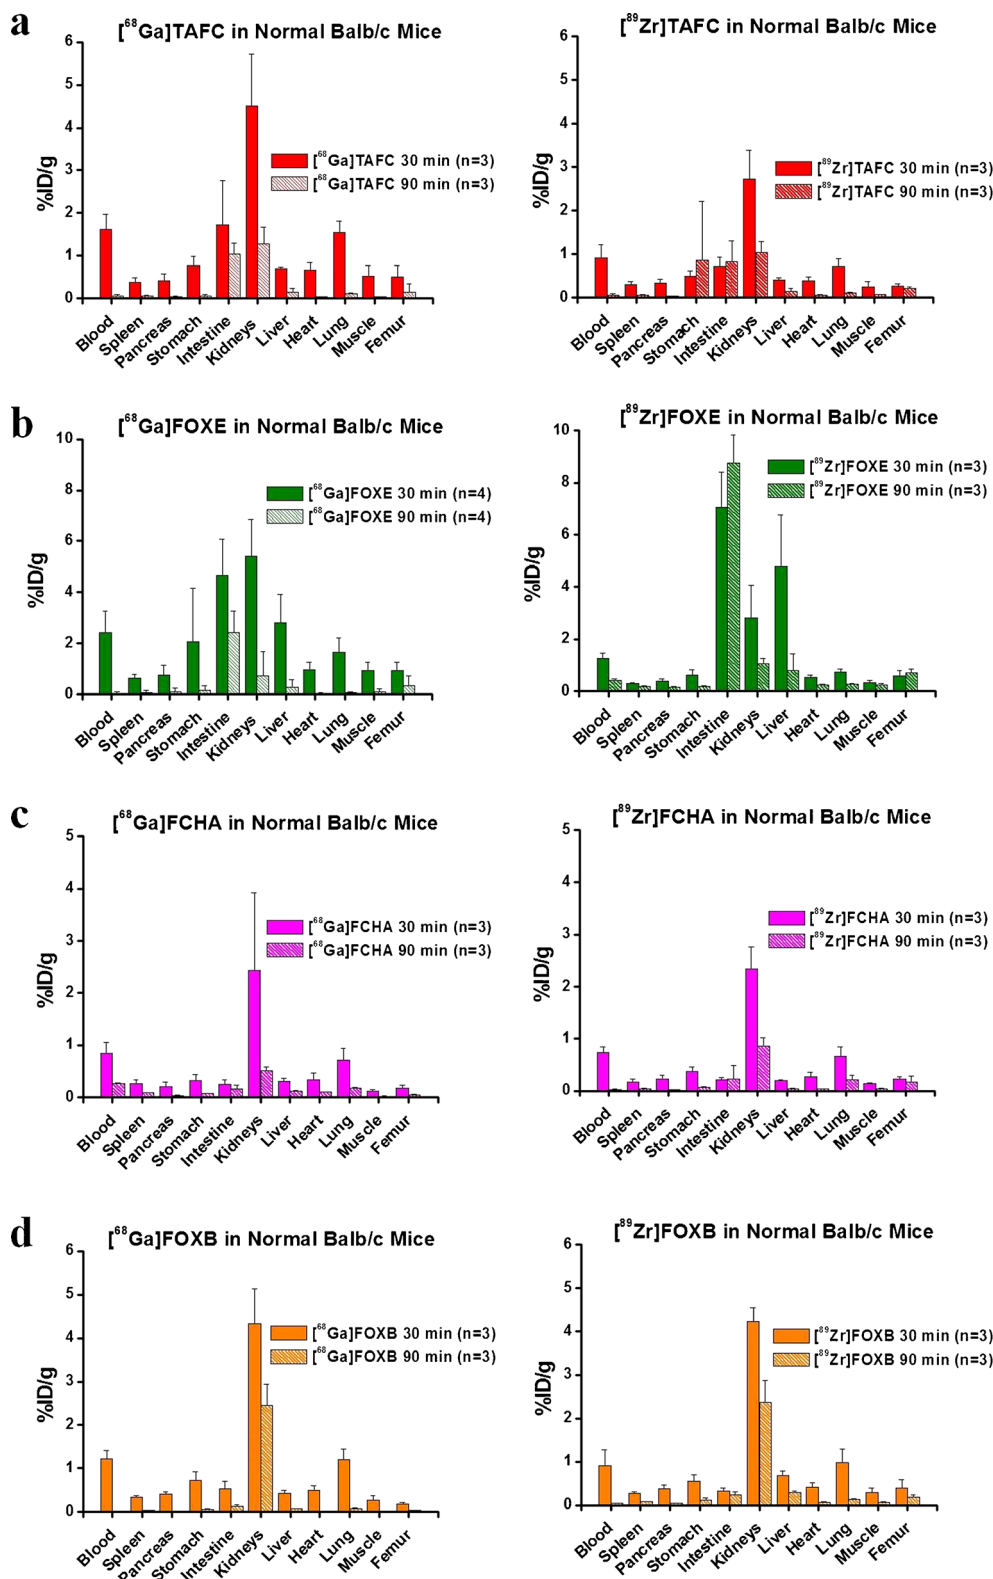 a
[⁶⁸Ga]TAFC in Normal Balb/c Mice
%ID/g
6
5
4
3
2
1
0
[⁶⁸Ga]TAFC 30 min (n=3)
[⁶⁸Ga]TAFC 90 min (n=3)
Blood
Spleen
Pancreas
Stomach
Intestine
Kidneys
Liver
Heart
Lung
Muscle
Femur
[⁸⁹Zr]TAFC in Normal Balb/c Mice
%ID/g
6
5
4
3
2
1
0
[⁸⁹Zr]TAFC 30 min (n=3)
[⁸⁹Zr]TAFC 90 min (n=3)
Blood
Spleen
Pancreas
Stomach
Intestine
Kidneys
Liver
Heart
Lung
Muscle
Femur
b
[⁶⁸Ga]FOXE in Normal Balb/c Mice
%ID/g
10
8
6
4
2
0
[⁶⁸Ga]FOXE 30 min (n=4)
[⁶⁸Ga]FOXE 90 min (n=4)
Blood
Spleen
Pancreas
Stomach
Intestine
Kidneys
Liver
Heart
Lung
Muscle
Femur
[⁸⁹Zr]FOXE in Normal Balb/c Mice
%ID/g
10
8
6
4
2
0
[⁸⁹Zr]FOXE 30 min (n=3)
[⁸⁹Zr]FOXE 90 min (n=3)
Blood
Spleen
Pancreas
Stomach
Intestine
Kidneys
Liver
Heart
Lung
Muscle
Femur
c
[⁶⁸Ga]FCHA in Normal Balb/c Mice
%ID/g
5
4
3
2
1
0
[⁶⁸Ga]FCHA 30 min (n=3)
[⁶⁸Ga]FCHA 90 min (n=3)
Blood
Spleen
Pancreas
Stomach
Intestine
Kidneys
Liver
Heart
Lung
Muscle
Femur
[⁸⁹Zr]FCHA in Normal Balb/c Mice
%ID/g
5
4
3
2
1
0
[⁸⁹Zr]FCHA 30 min (n=3)
[⁸⁹Zr]FCHA 90 min (n=3)
Blood
Spleen
Pancreas
Stomach
Intestine
Kidneys
Liver
Heart
Lung
Muscle
Femur
d
[⁶⁸Ga]FOXB in Normal Balb/c Mice
%ID/g
6
5
4
3
2
1
0
[⁶⁸Ga]FOXB 30 min (n=3)
[⁶⁸Ga]FOXB 90 min (n=3)
Blood
Spleen
Pancreas
Stomach
Intestine
Kidneys
Liver
Heart
Lung
Muscle
Femur
[⁸⁹Zr]FOXB in Normal Balb/c Mice
%ID/g
6
5
4
3
2
1
0
[⁸⁹Zr]FOXB 30 min (n=3)
[⁸⁹Zr]FOXB 90 min (n=3)
Blood
Spleen
Pancreas
Stomach
Intestine
Kidneys
Liver
Heart
Lung
Muscle
Femur